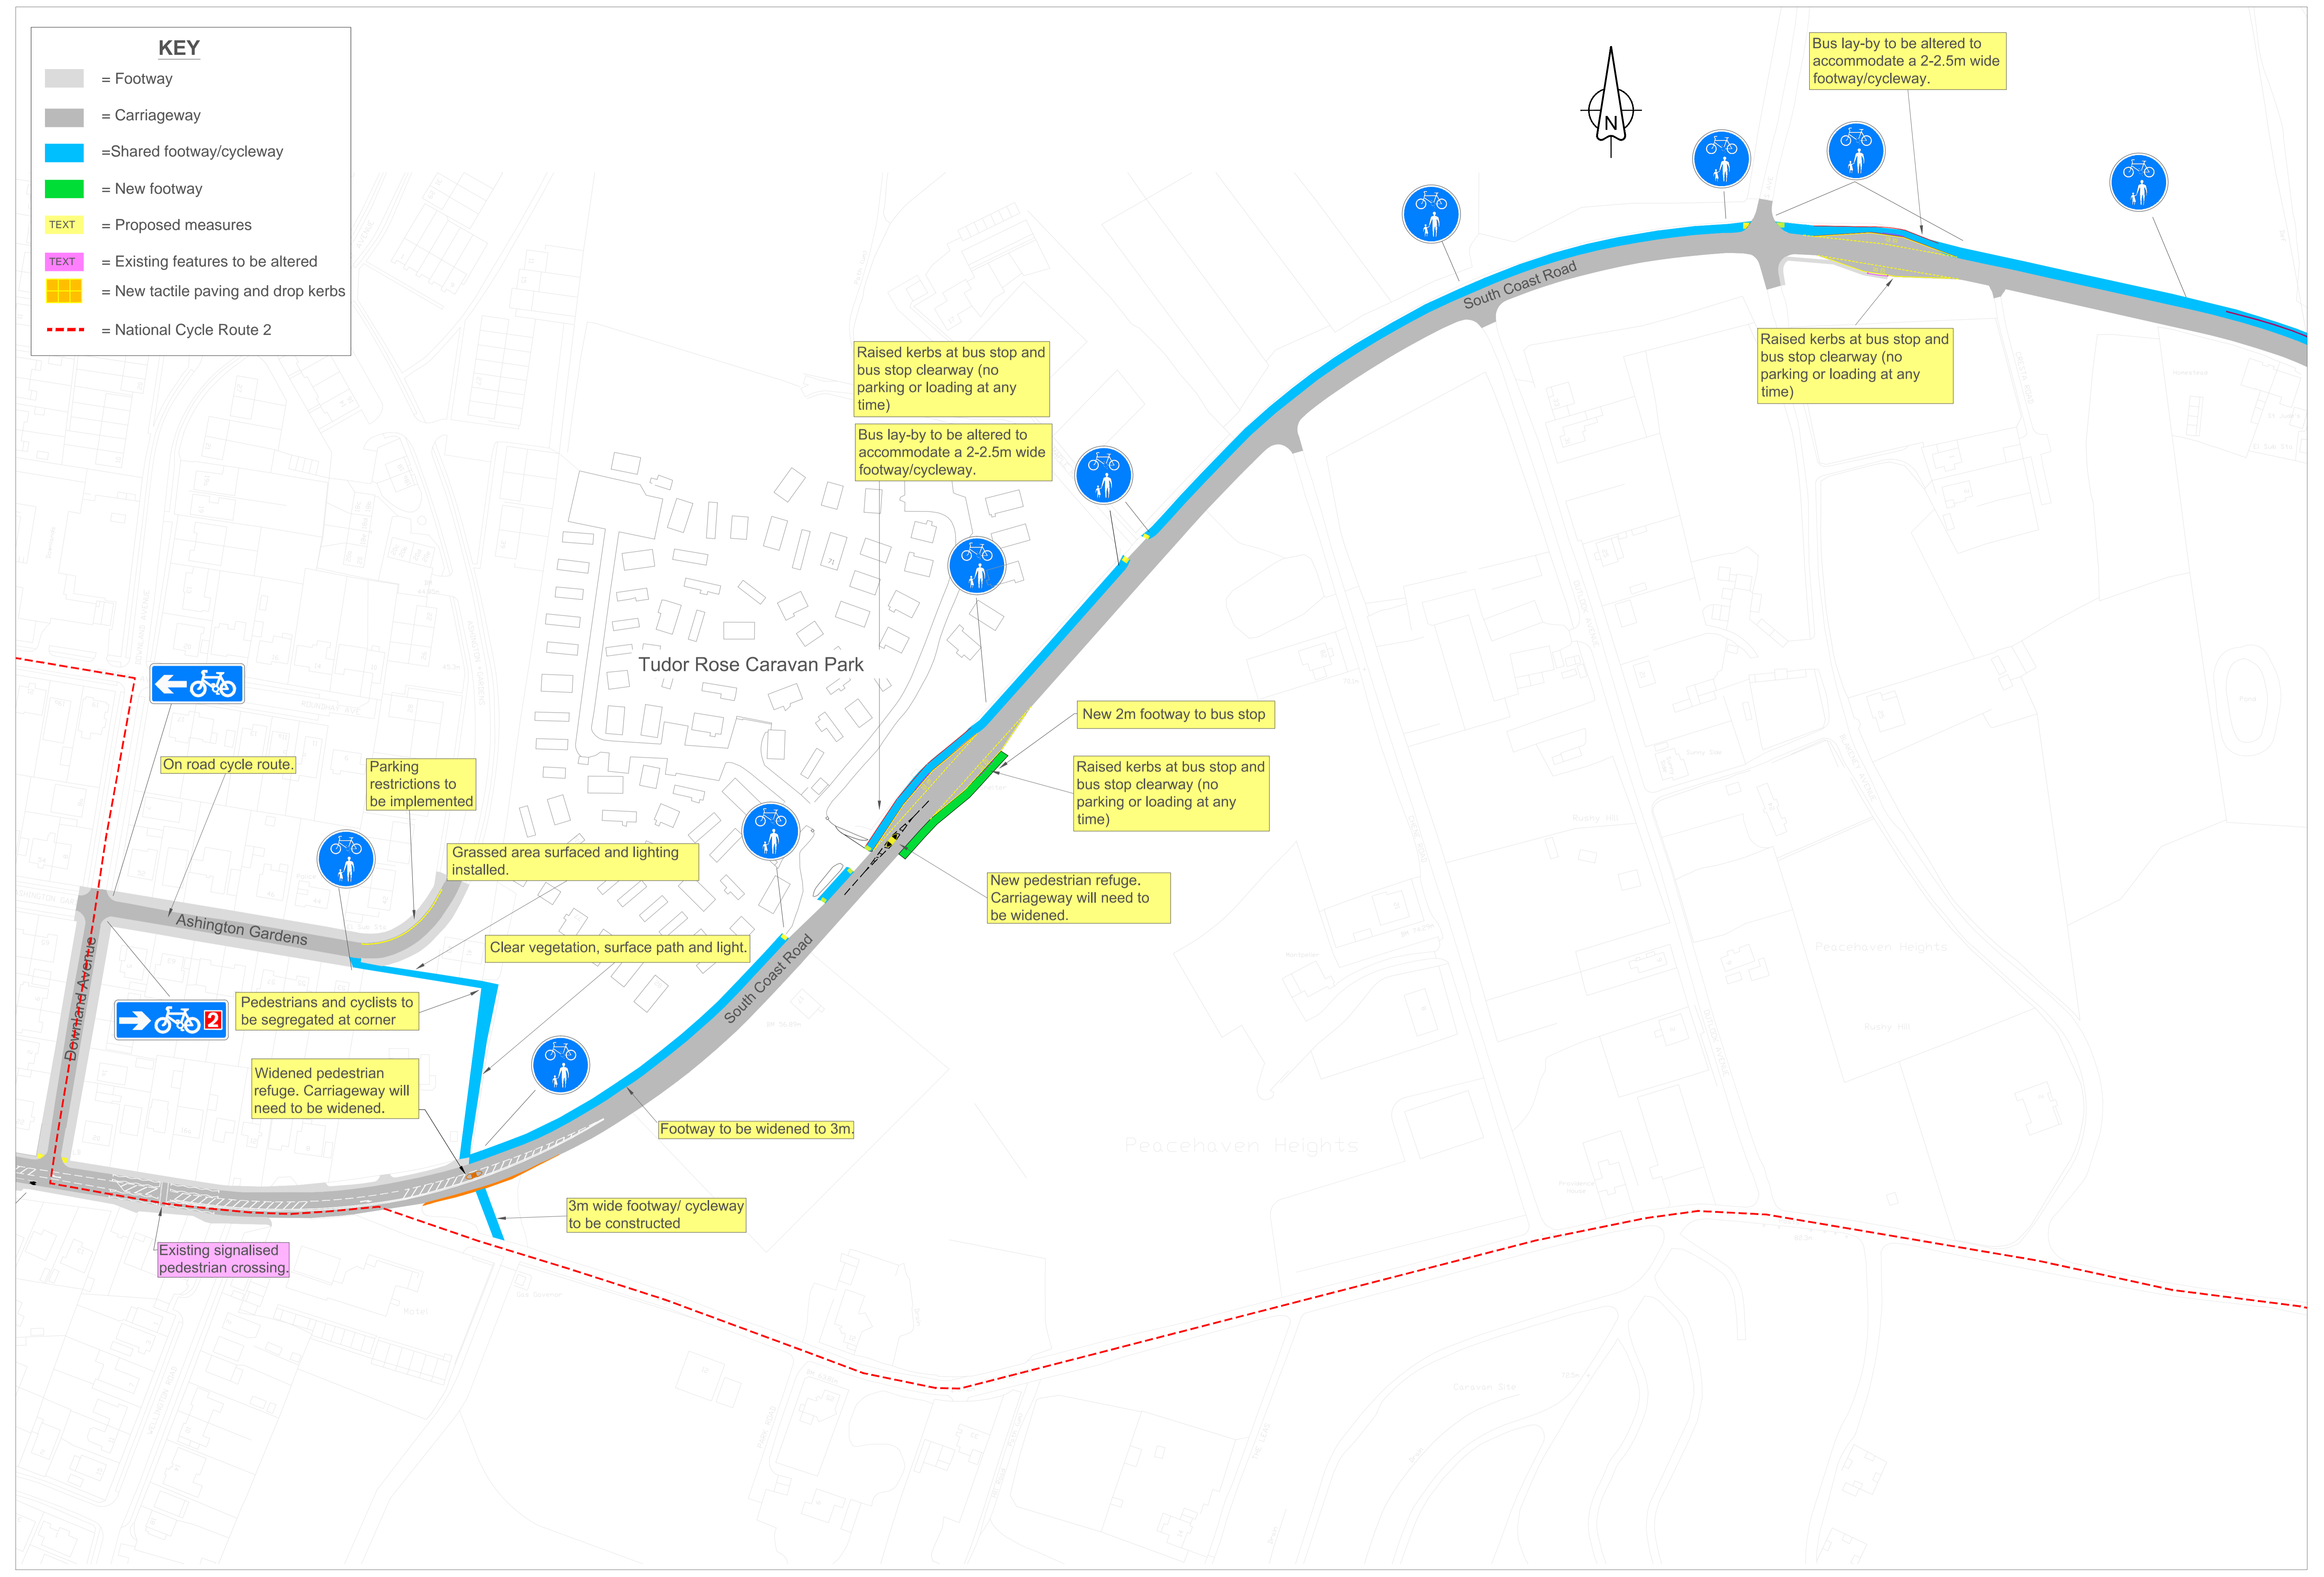 KEY
= Footway
= Carriageway
=Shared footway/cycleway
= New footway
TEXT = Proposed measures
TEXT = Existing features to be altered
= New tactile paving and drop kerbs
= National Cycle Route 2
N
Bus lay-by to be altered to
accommodate a 2-2.5m wide
footway/cycleway.
South Coast Road
Raised kerbs at bus stop and
bus stop clearway (no
parking or loading at any
time)
Raised kerbs at bus stop and
bus stop clearway (no
parking or loading at any
time)
Bus lay-by to be altered to
accommodate a 2-2.5m wide
footway/cycleway.
Tudor Rose Caravan Park
New 2m footway to bus stop
Raised kerbs at bus stop and
bus stop clearway (no
parking or loading at any
time)
New pedestrian refuge.
Carriageway will need to
be widened.
On road cycle route.
Parking
restrictions to
be implemented
Grassed area surfaced and lighting
installed.
Ashington Gardens
Clear vegetation, surface path and light.
South Coast Road
Downland Avenue
Pedestrians and cyclists to
be segregated at corner
2
Widened pedestrian
refuge. Carriageway will
need to be widened.
Footway to be widened to 3m.
3m wide footway/ cycleway
to be constructed
Existing signalised
pedestrian crossing.
Peacehaven Heights
Peacehaven Heights
Rushy Hill
Rushy Hill
Caravan Site
Gas Governor